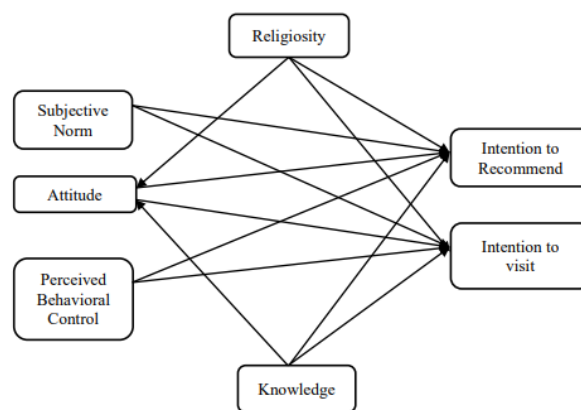 Religiosity
Subjective
Norm
Intention to
Recommend
Attitude
Intention to
visit
Perceived
Behavioral
Control
Knowledge